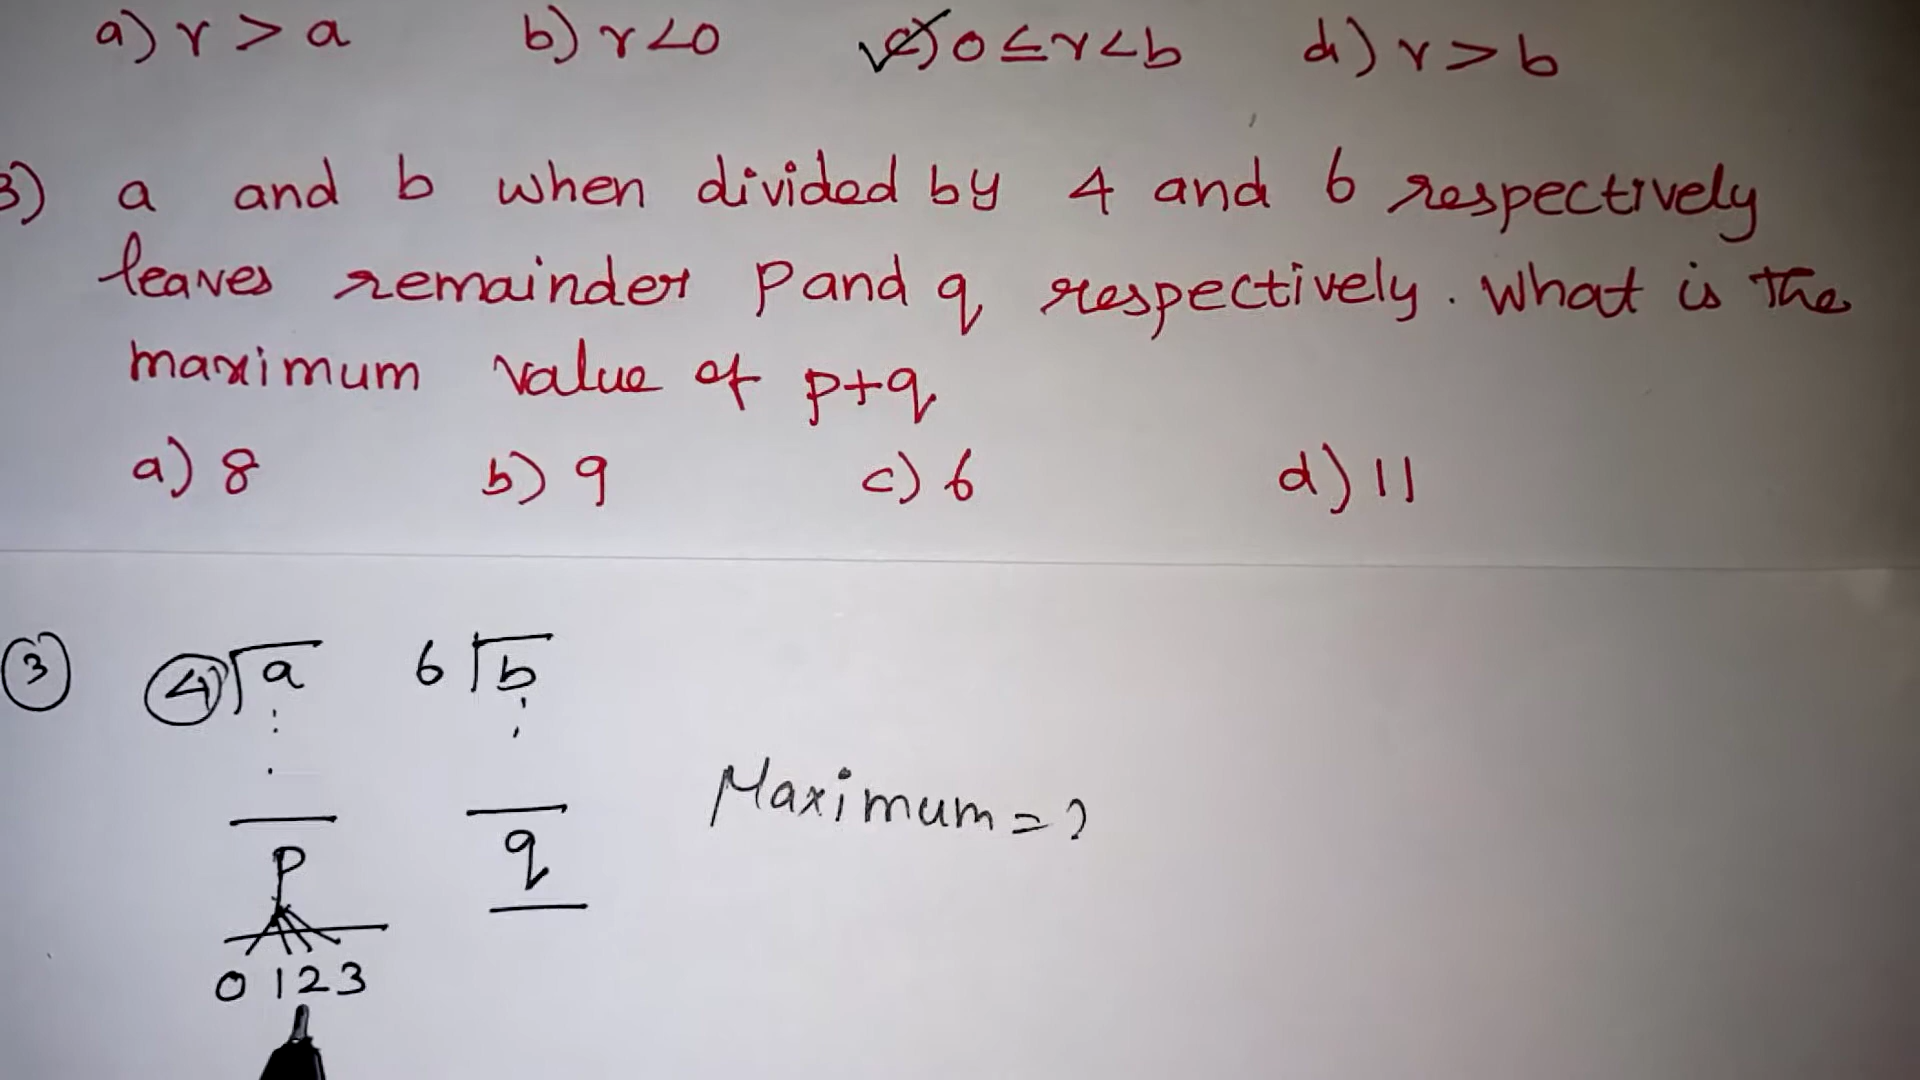 a) r > a b) r < 0 c) 0 ≤ r < b d) r > b
3) a and b when divided by 4 and 6 respectively
leaves remainder p and q respectively. What is the
maximum value of p+q
a) 8 b) 9 c) 6 d) 11
3 4 a 6 b
Maximum = ?
p q
0 1 2 3